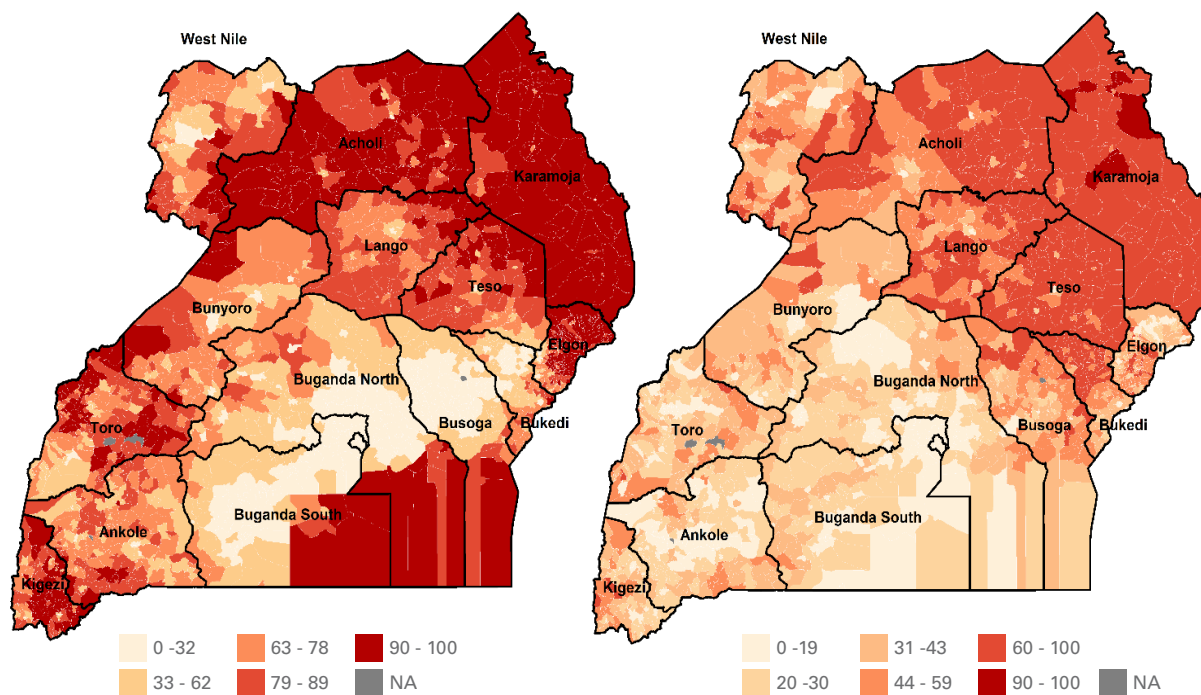 West Nile
Acholi
Karamoja
Lango
Teso
Bunyoro
Elgon
Buganda North
Busoga
Bukedi
Toro
Buganda South
Ankole
Kigezi
0 -32
63 - 78
90 - 100
33 - 62
79 - 89
NA
West Nile
Acholi
Karamoja
Lango
Teso
Bunyoro
Elgon
Buganda North
Busoga
Bukedi
Toro
Buganda South
Ankole
Kigezi
0 -19
31 -43
60 - 100
20 -30
44 - 59
90 - 100
NA